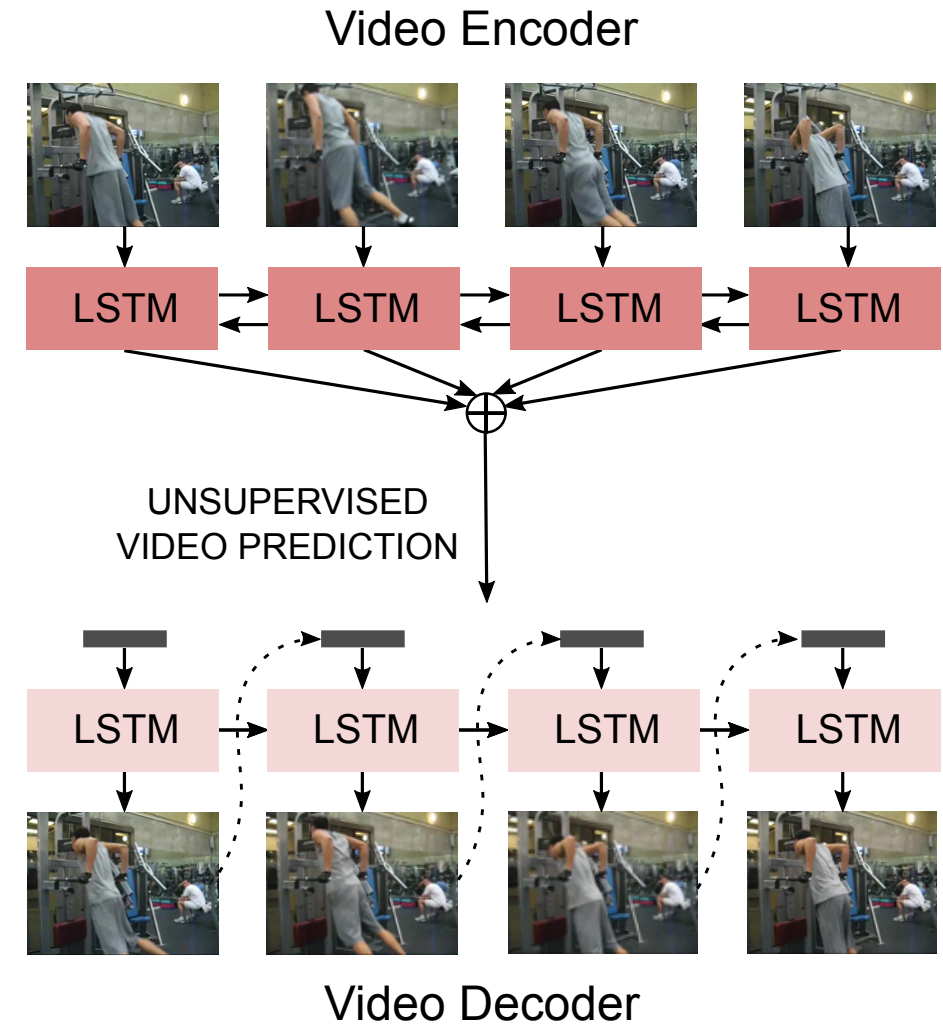 Video Encoder
LSTM
LSTM
LSTM
LSTM
UNSUPERVISED
VIDEO PREDICTION
LSTM
LSTM
LSTM
LSTM
Video Decoder